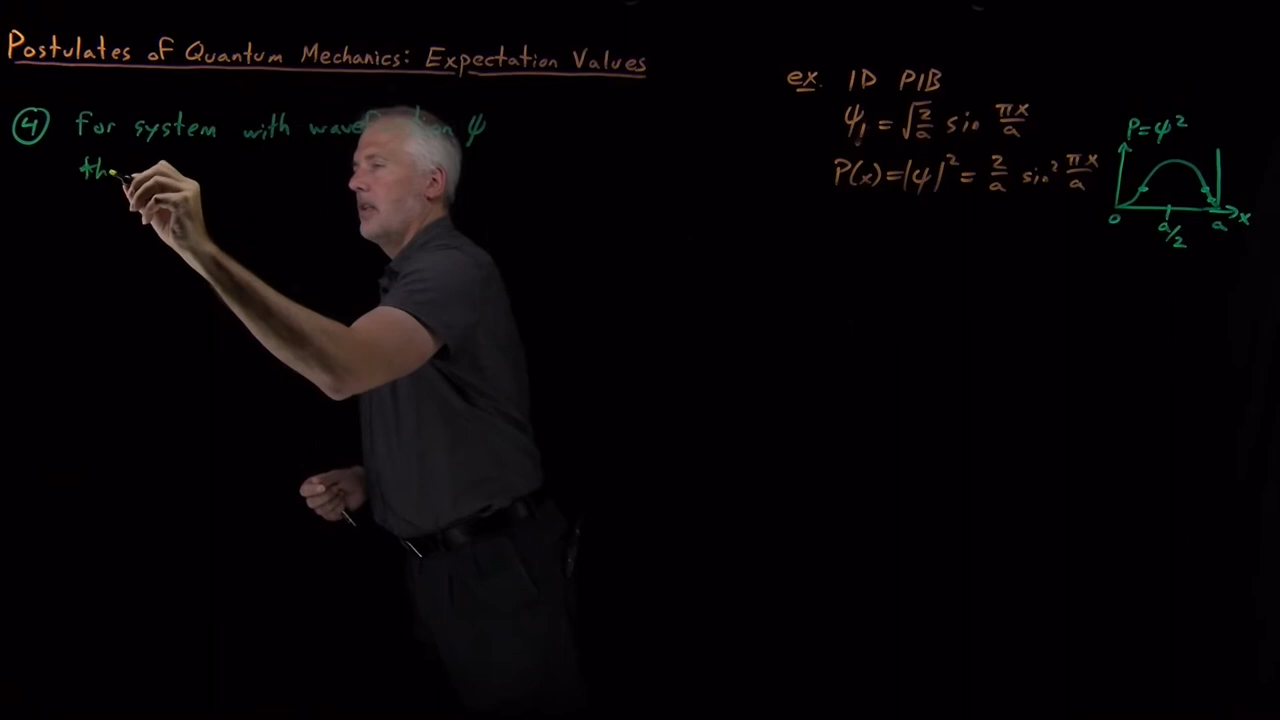 Postulates of Quantum Mechanics: Expectation Values
④ for system with wavefunction ψ
th
ex. 1D PIB
ψ₁ = √2/a sin πx/a
P(x) = |ψ|² = 2/a sin² πx/a
P=ψ²
0 a/2 a x